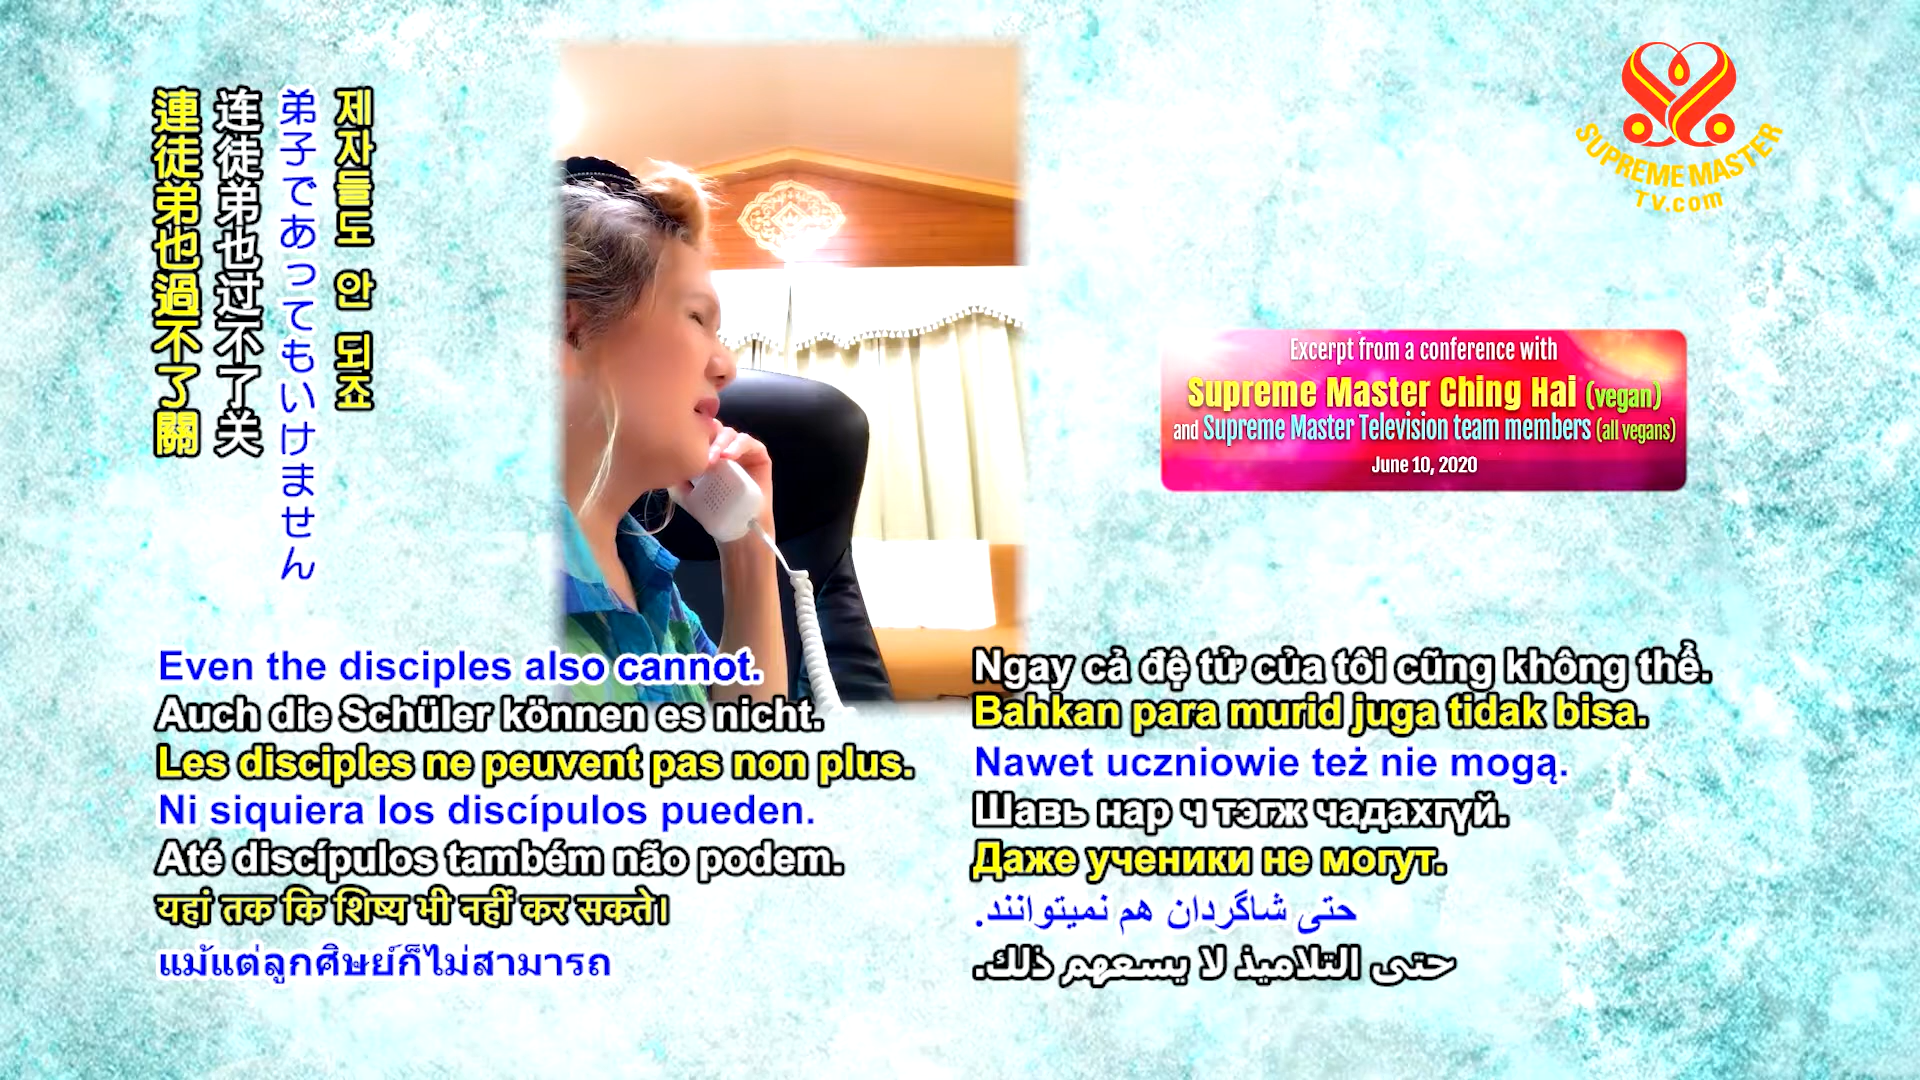 連徒弟也過不了關
连徒弟也过不了关
弟子であってもいけません
제자들도 안 되죠
SUPREME MASTER
TV.com
Excerpt from a conference with
Supreme Master Ching Hai (vegan)
and Supreme Master Television team members (all vegans)
June 10, 2020
Even the disciples also cannot.
Auch die Schüler können es nicht.
Les disciples ne peuvent pas non plus.
Ni siquiera los discípulos pueden.
Até discípulos também não podem.
यहां तक कि शिष्य भी नहीं कर सकते।
แม้แต่ลูกศิษย์ก็ไม่สามารถ
Ngay cả đệ tử của tôi cũng không thể.
Bahkan para murid juga tidak bisa.
Nawet uczniowie też nie mogą.
Шавь нар ч тэгж чадахгүй.
Даже ученики не могут.
حتی شاگردان هم نمیتوانند.
حتى التلاميذ لا يسعهم ذلك.